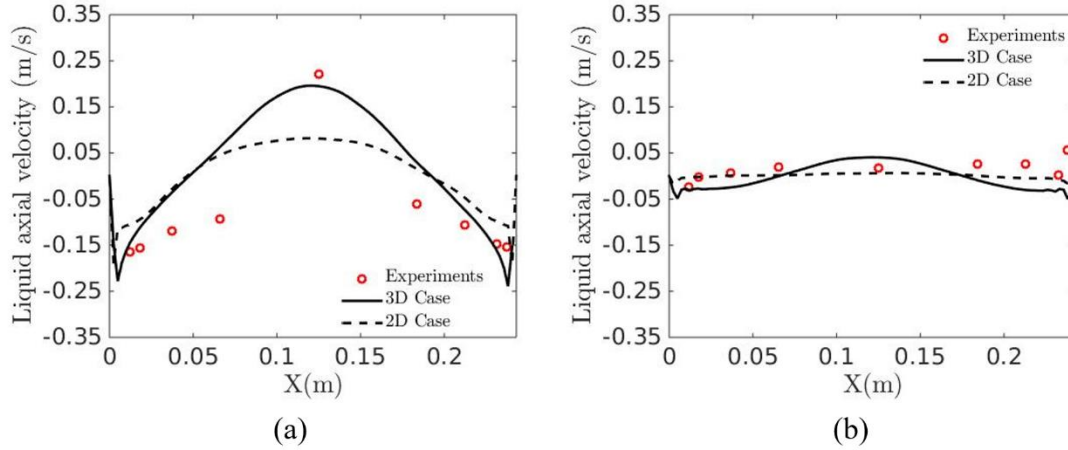 0.35
0.25
0.15
0.05
-0.05
-0.15
-0.25
-0.35
Liquid axial velocity (m/s)
Experiments
3D Case
2D Case
0 0.05 0.1 0.15 0.2
X(m)
(a)
0.35
0.25
0.15
0.05
-0.05
-0.15
-0.25
-0.35
Liquid axial velocity (m/s)
Experiments
3D Case
2D Case
0 0.05 0.1 0.15 0.2
X(m)
(b)